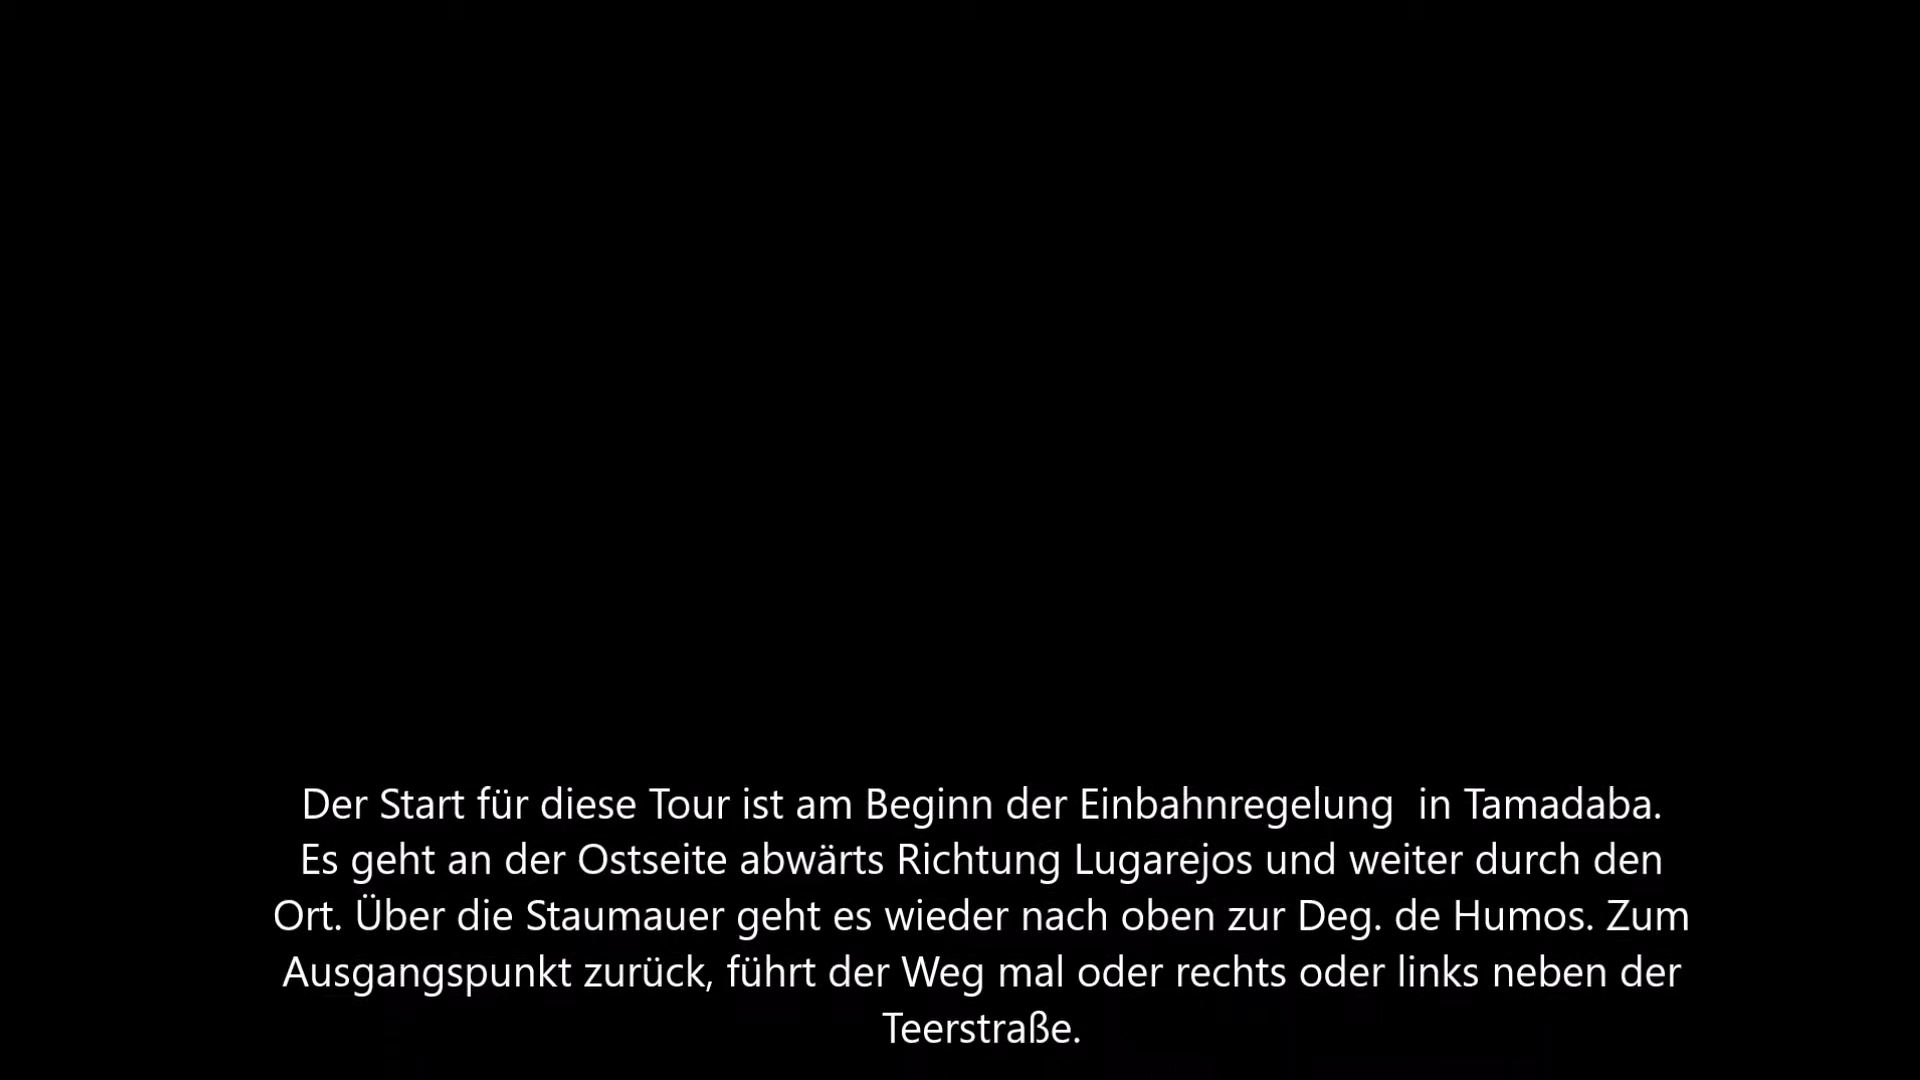 Der Start für diese Tour ist am Beginn der Einbahnregelung  in Tamadaba.
Es geht an der Ostseite abwärts Richtung Lugarejos und weiter durch den
Ort. Über die Staumauer geht es wieder nach oben zur Deg. de Humos. Zum
Ausgangspunkt zurück, führt der Weg mal oder rechts oder links neben der
Teerstraße.